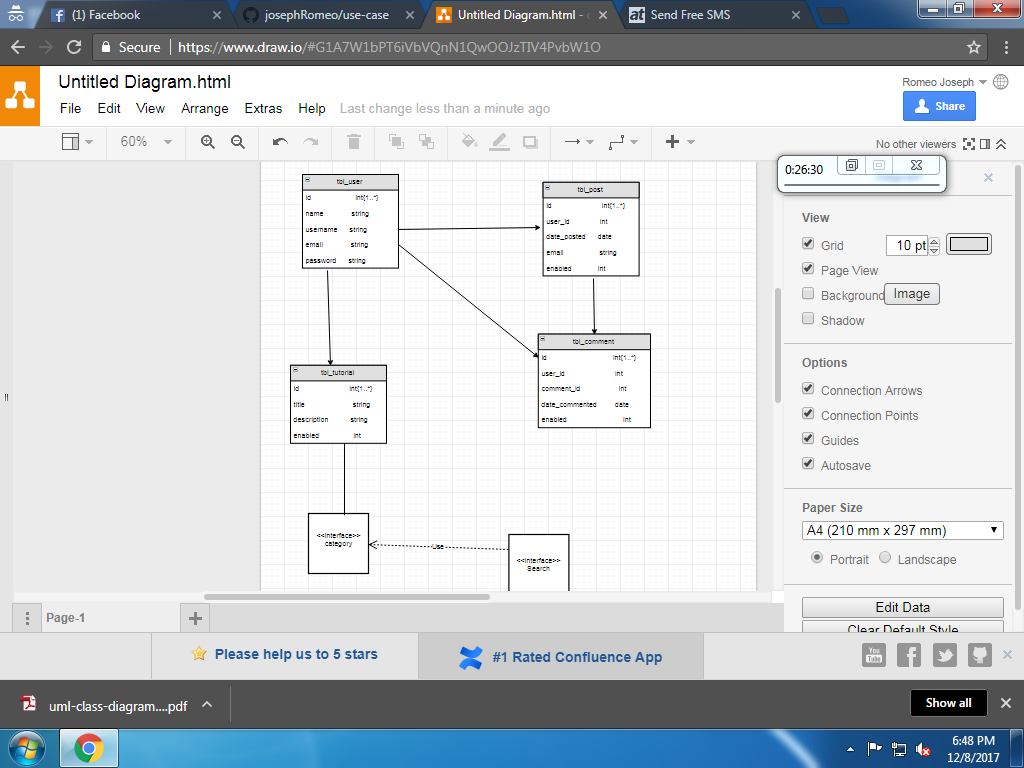 (1) Facebook
josephRomeo/use-case
Untitled Diagram.html -
Send Free SMS
Secure
https://www.draw.io/#G1A7W1bPT6iVbVQnN1QwOOJzTIV4PvbW1O
Untitled Diagram.html
Romeo Joseph
File Edit View Arrange Extras Help Last change less than a minute ago
Share
60%
No other viewers
0:26:30
tbl_user
id int{1..*}
name string
username string
email string
password string
tbl_post
id int{1..*}
user_id int
date_posted date
email string
enabled int
tbl_comment
id int{1..*}
user_id int
comment_id int
date_commented date
enabled int
tbl_tutorial
id int{1..*}
title string
description string
enabled int
<<interface>>
category
Use
<<interface>>
Search
View
Grid 10 pt
Page View
Background Image
Shadow
Options
Connection Arrows
Connection Points
Guides
Autosave
Paper Size
A4 (210 mm x 297 mm)
Portrait Landscape
Edit Data
Clear Default Style
Page-1
Please help us to 5 stars
#1 Rated Confluence App
You
Tube
uml-class-diagram....pdf
Show all
6:48 PM
12/8/2017